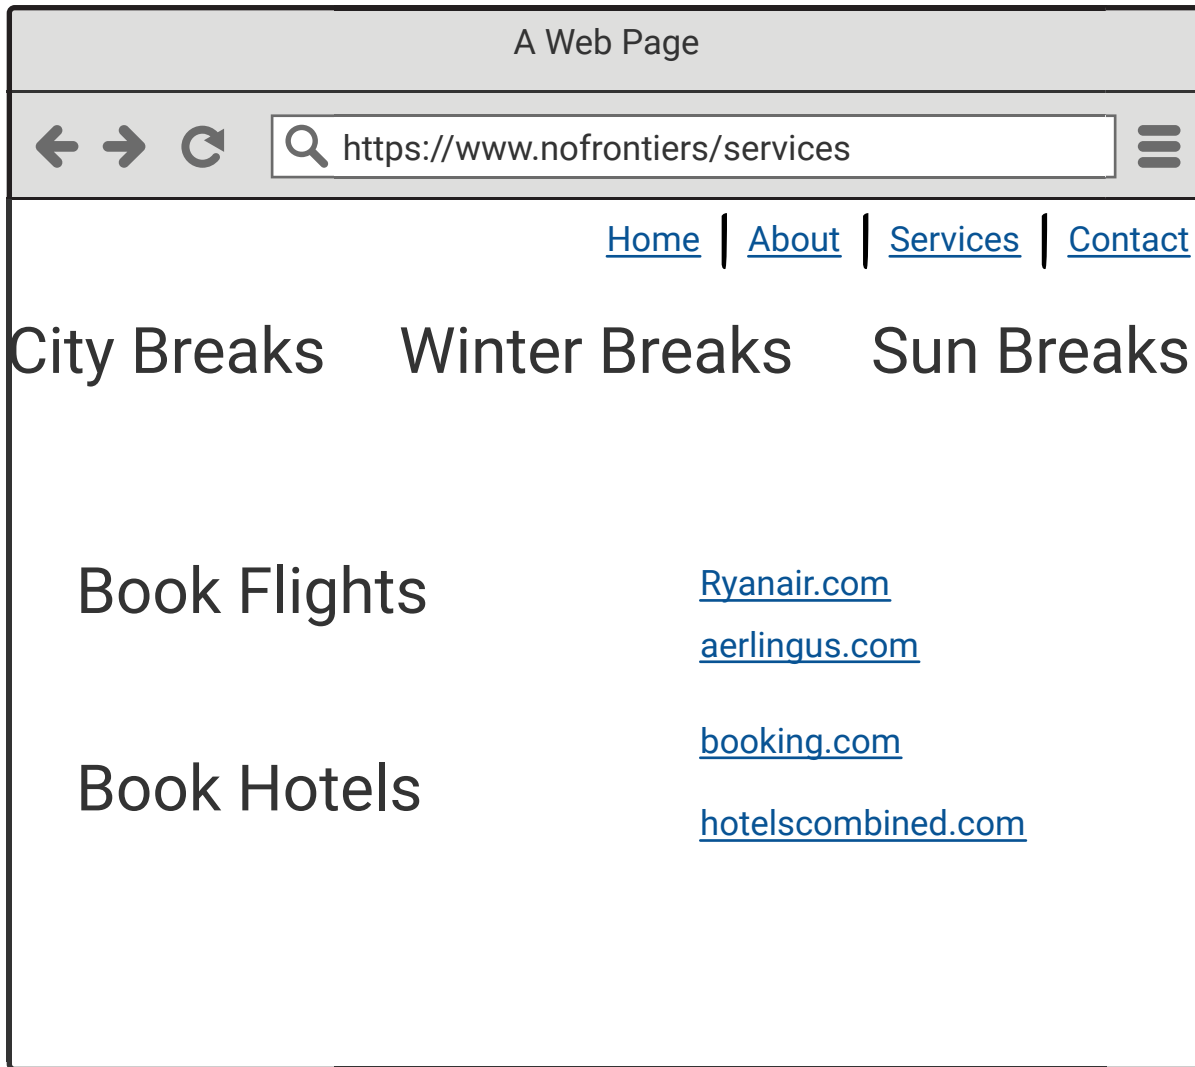 A Web Page
https://www.nofrontiers/services
Home About Services Contact
City Breaks Winter Breaks Sun Breaks
Book Flights
Ryanair.com
aerlingus.com
Book Hotels
booking.com
hotelscombined.com